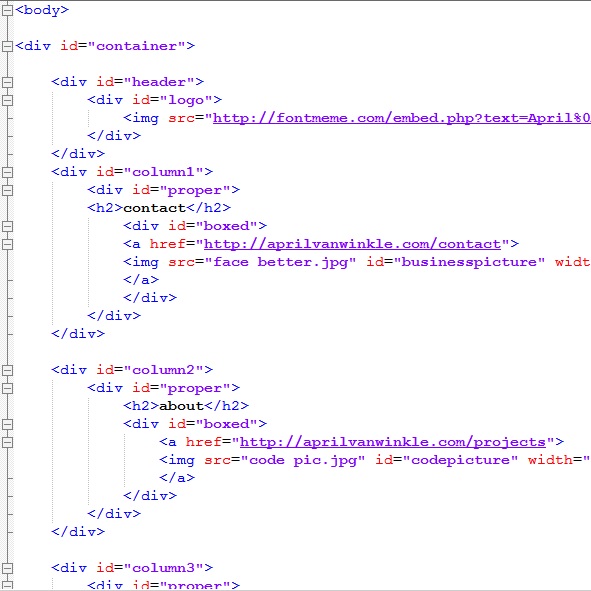 <body>
<div id="container">
<div id="header">
<div id="logo">
<img src="http://fontmeme.com/embed.php?text=April%0
</div>
</div>
<div id="column1">
<div id="proper">
<h2>contact</h2>
<div id="boxed">
<a href="http://aprilvanwinkle.com/contact">
<img src="face better.jpg" id="businesspicture" widt
</a>
</div>
</div>
</div>
<div id="column2">
<div id="proper">
<h2>about</h2>
<div id="boxed">
<a href="http://aprilvanwinkle.com/projects">
<img src="code pic.jpg" id="codepicture" width="
</a>
</div>
</div>
</div>
<div id="column3">
<div id="proper">